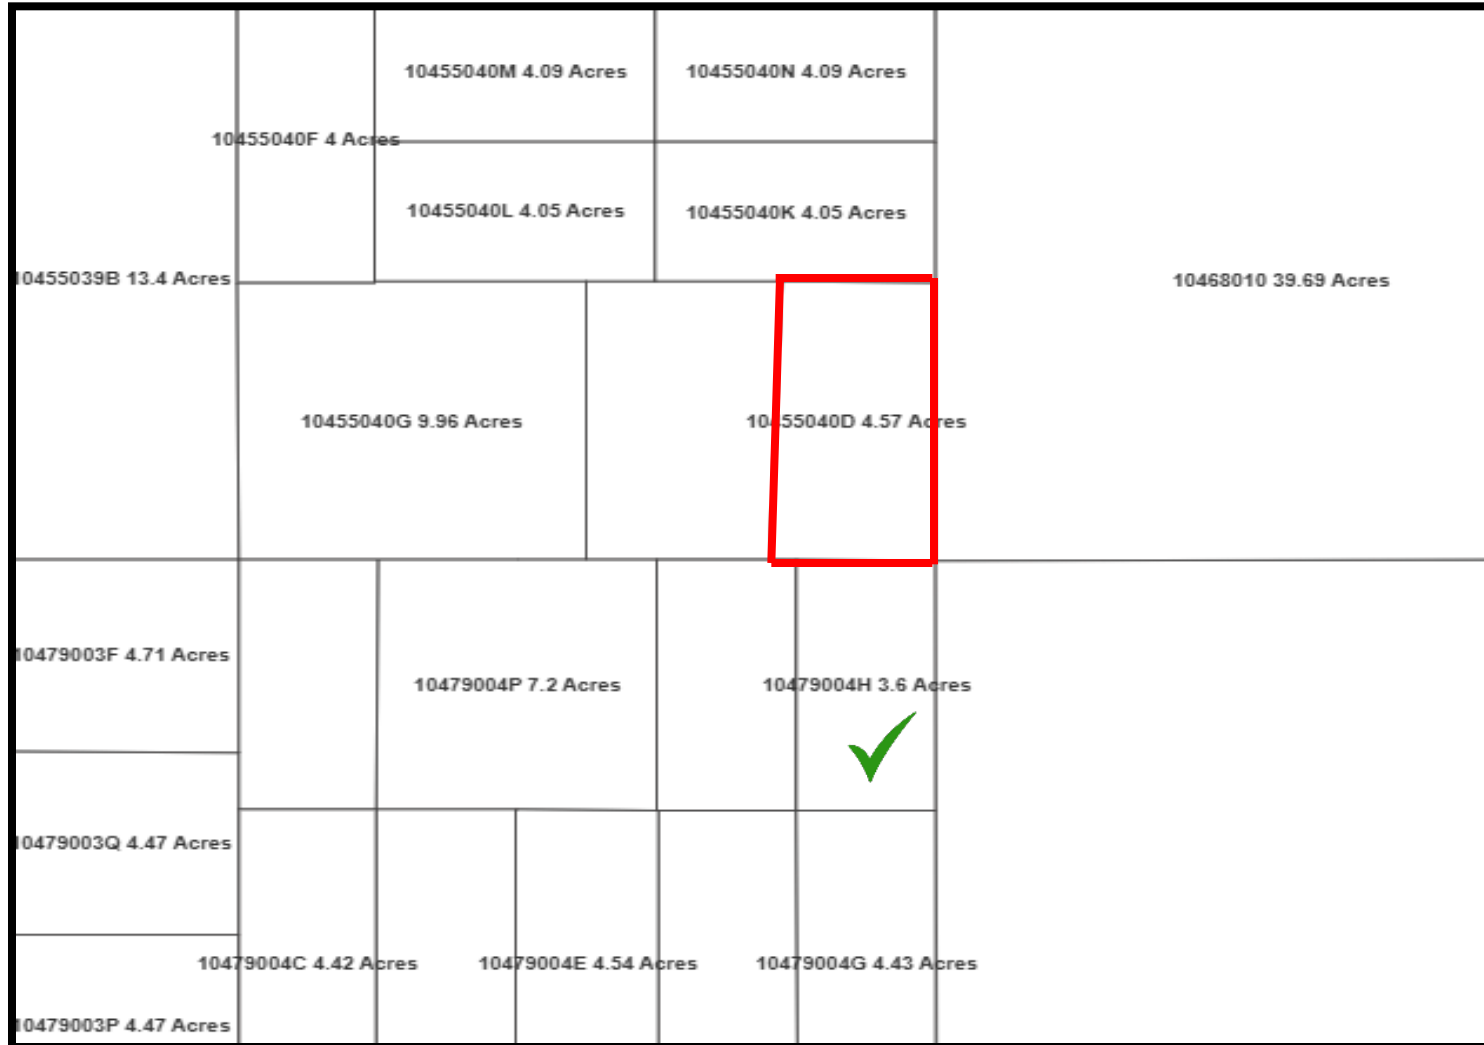 10455040M 4.09 Acres
10455040N 4.09 Acres
10455040F 4 Acres
10455040L 4.05 Acres
10455040K 4.05 Acres
10455039B 13.4 Acres
10468010 39.69 Acres
10455040G 9.96 Acres
10455040D 4.57 Acres
10479003F 4.71 Acres
10479004P 7.2 Acres
10479004H 3.6 Acres
10479003Q 4.47 Acres
10479004C 4.42 Acres
10479004E 4.54 Acres
10479004G 4.43 Acres
10479003P 4.47 Acres